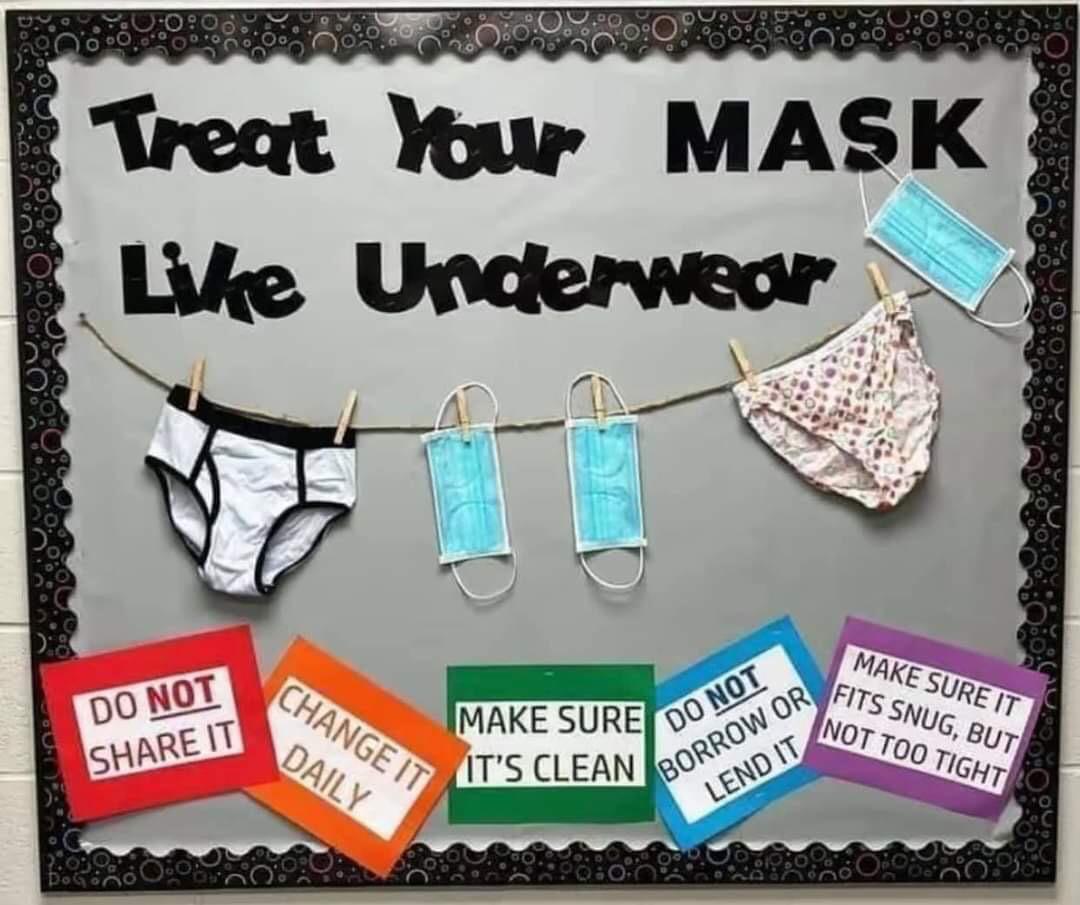 Treat Your MASK
Like Underwear
DO NOT
SHARE IT
CHANGE IT
DAILY
MAKE SURE
IT'S CLEAN
DO NOT
BORROW OR
LEND IT
MAKE SURE IT
FITS SNUG, BUT
NOT TOO TIGHT